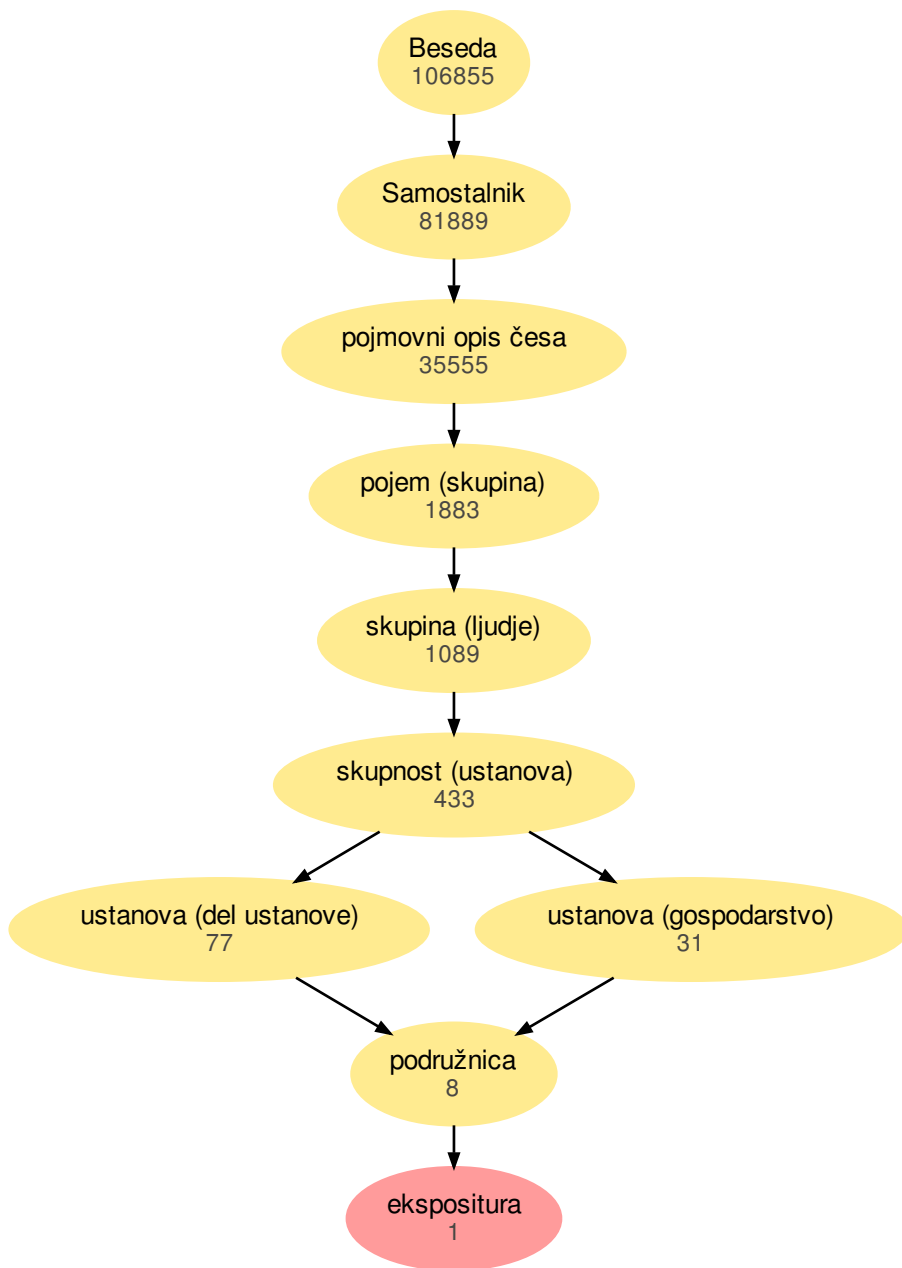 Beseda
106855
Samostalnik
81889
pojmovni opis česa
35555
pojem (skupina)
1883
skupina (ljudje)
1089
skupnost (ustanova)
433
ustanova (del ustanove)
77
ustanova (gospodarstvo)
31
podružnica
8
ekspositura
1